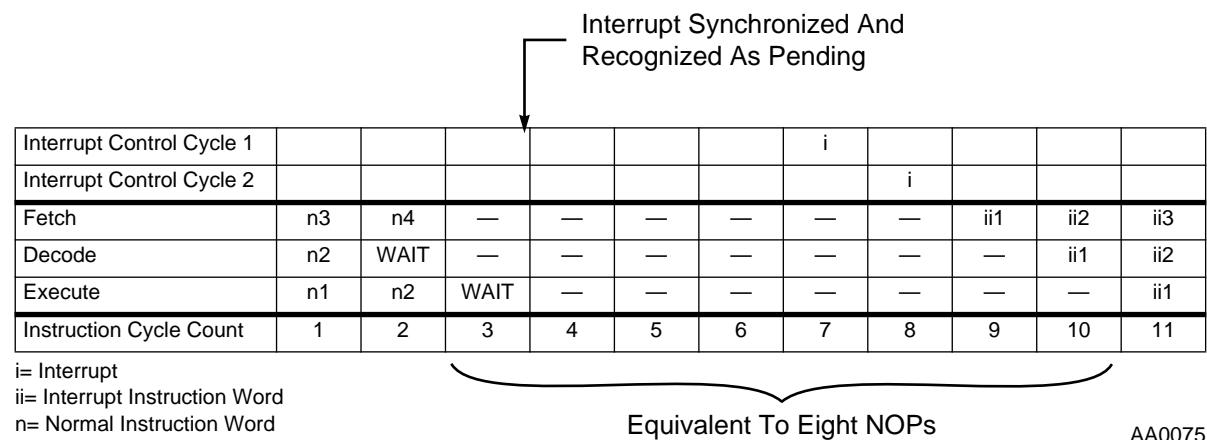 Interrupt Synchronized And
Recognized As Pending
Interrupt Control Cycle 1 i
Interrupt Control Cycle 2 i
Fetch n3 n4 — — — — — — ii1 ii2 ii3
Decode n2 WAIT — — — — — — — ii1 ii2
Execute n1 n2 WAIT — — — — — — — ii1
Instruction Cycle Count 1 2 3 4 5 6 7 8 9 10 11
i= Interrupt
ii= Interrupt Instruction Word
n= Normal Instruction Word
Equivalent To Eight NOPs
AA0075